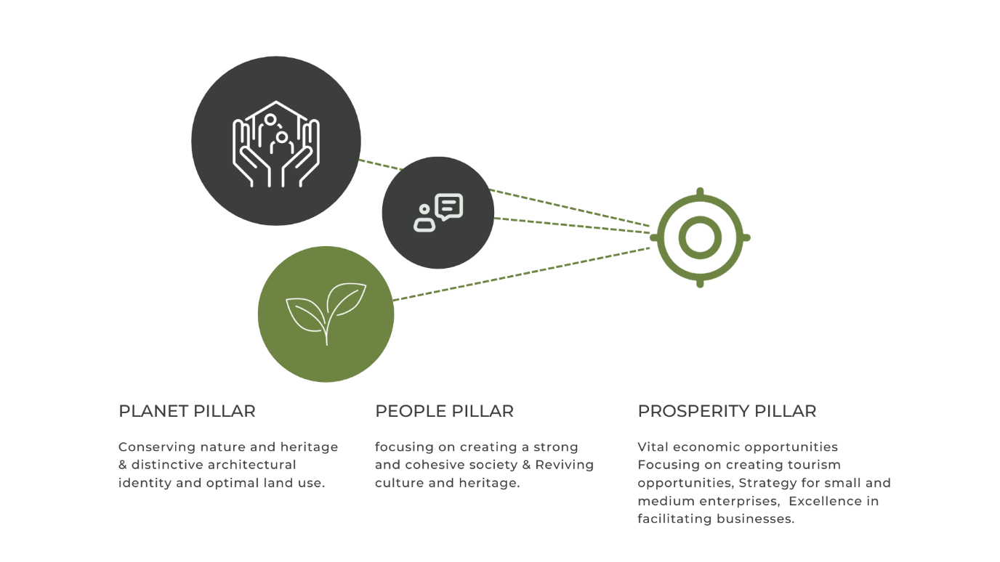 PLANET PILLAR
Conserving nature and heritage
& distinctive architectural
identity and optimal land use.
PEOPLE PILLAR
focusing on creating a strong
and cohesive society & Reviving
culture and heritage.
PROSPERITY PILLAR
Vital economic opportunities
Focusing on creating tourism
opportunities, Strategy for small and
medium enterprises,  Excellence in
facilitating businesses.